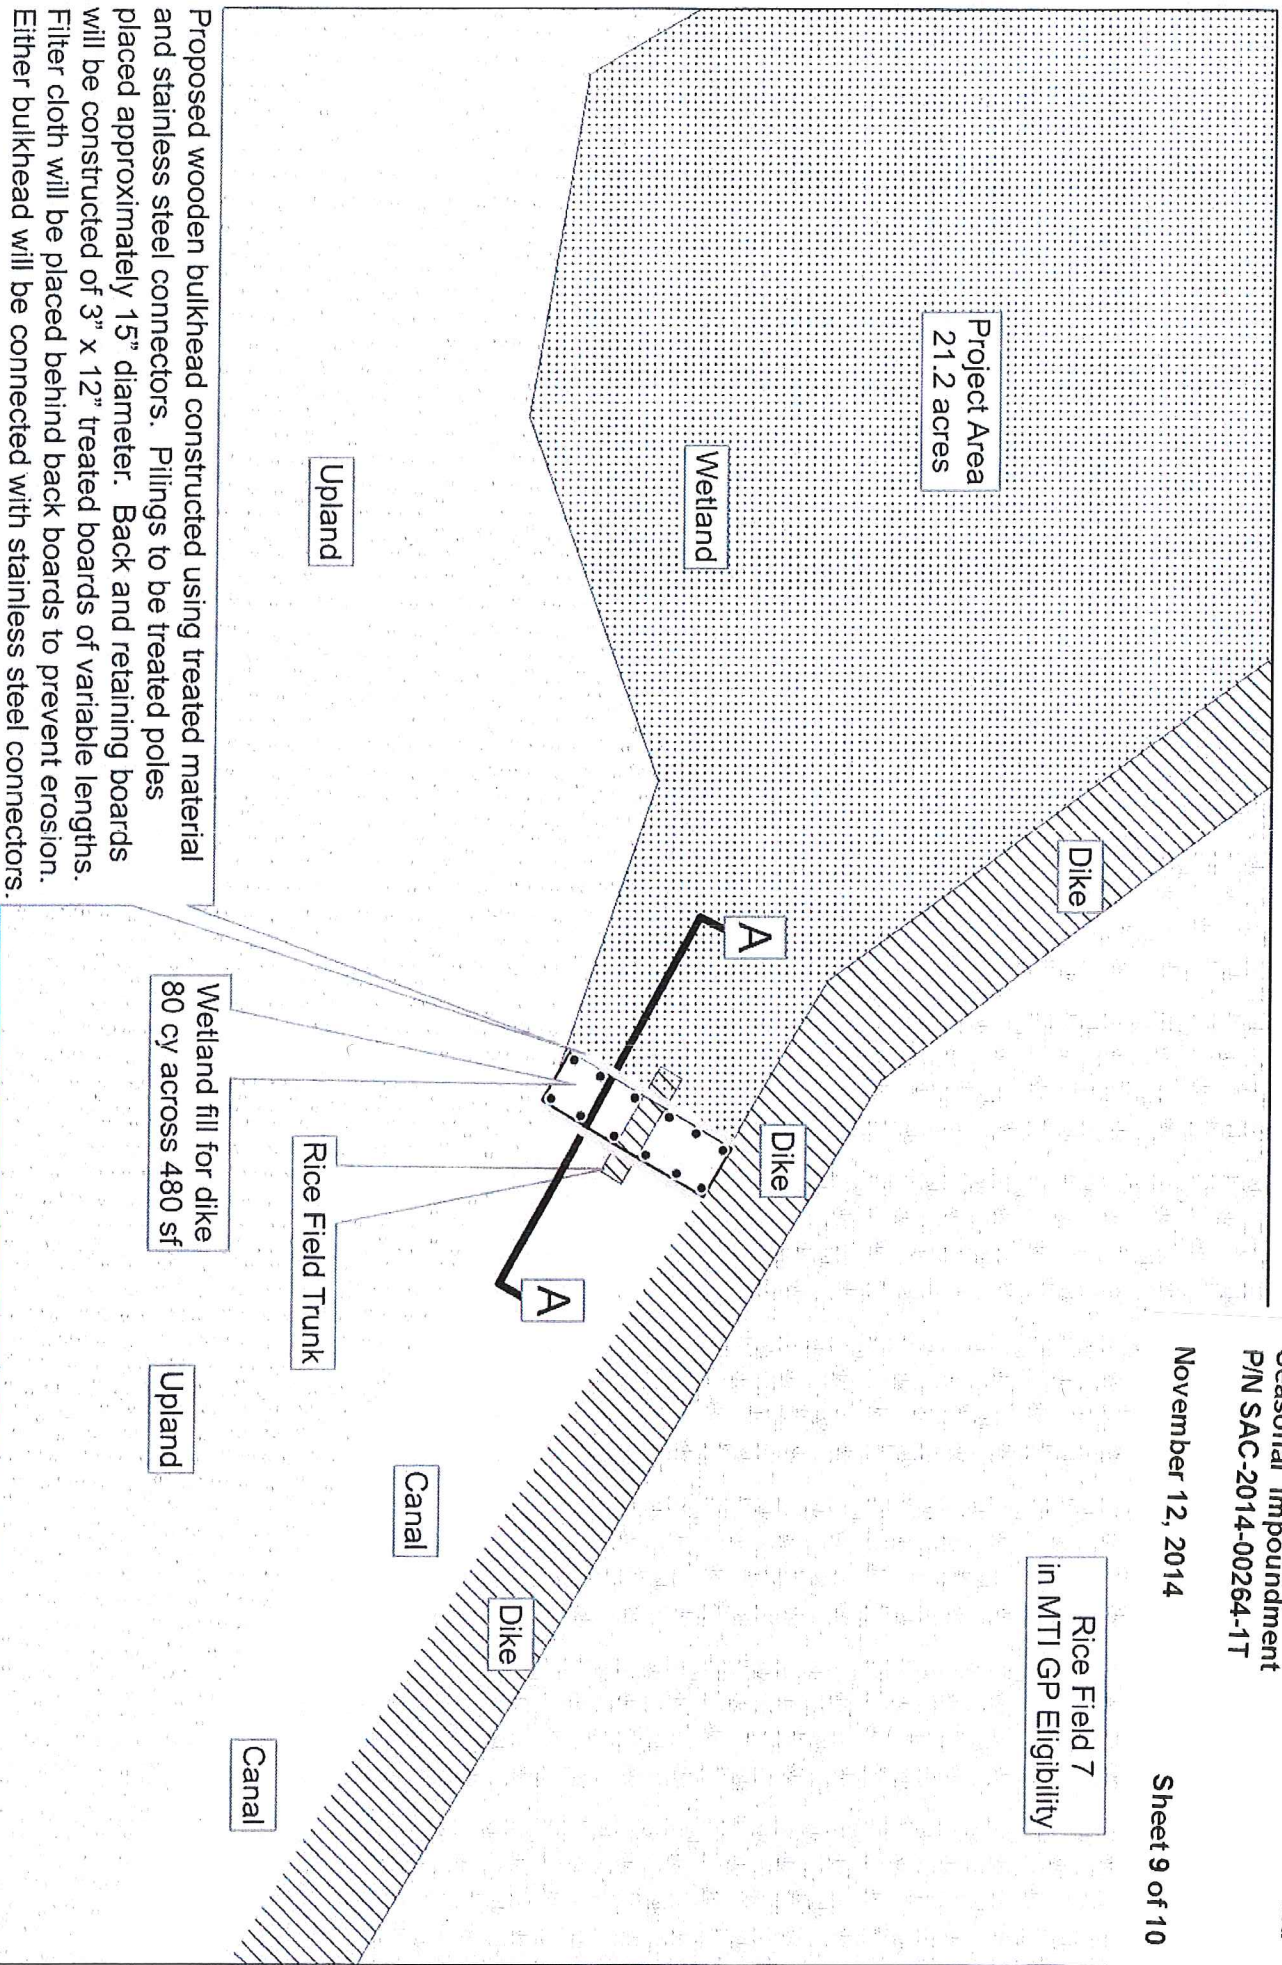 Seasonal Impoundment
P/N SAC-2014-00264-1T
November 12, 2014
Sheet 9 of 10
Rice Field 7
in MTI GP Eligibility
Project Area
21.2 acres
Dike
Wetland
A
Dike
Upland
A
Dike
Canal
Rice Field Trunk
Canal
Wetland fill for dike
80 cy across 480 sf
Upland
Proposed wooden bulkhead constructed using treated material
and stainless steel connectors.  Pilings to be treated poles
placed approximately 15” diameter.  Back and retaining boards
will be constructed of 3” x 12” treated boards of variable lengths.
Filter cloth will be placed behind back boards to prevent erosion.
Either bulkhead will be connected with stainless steel connectors.